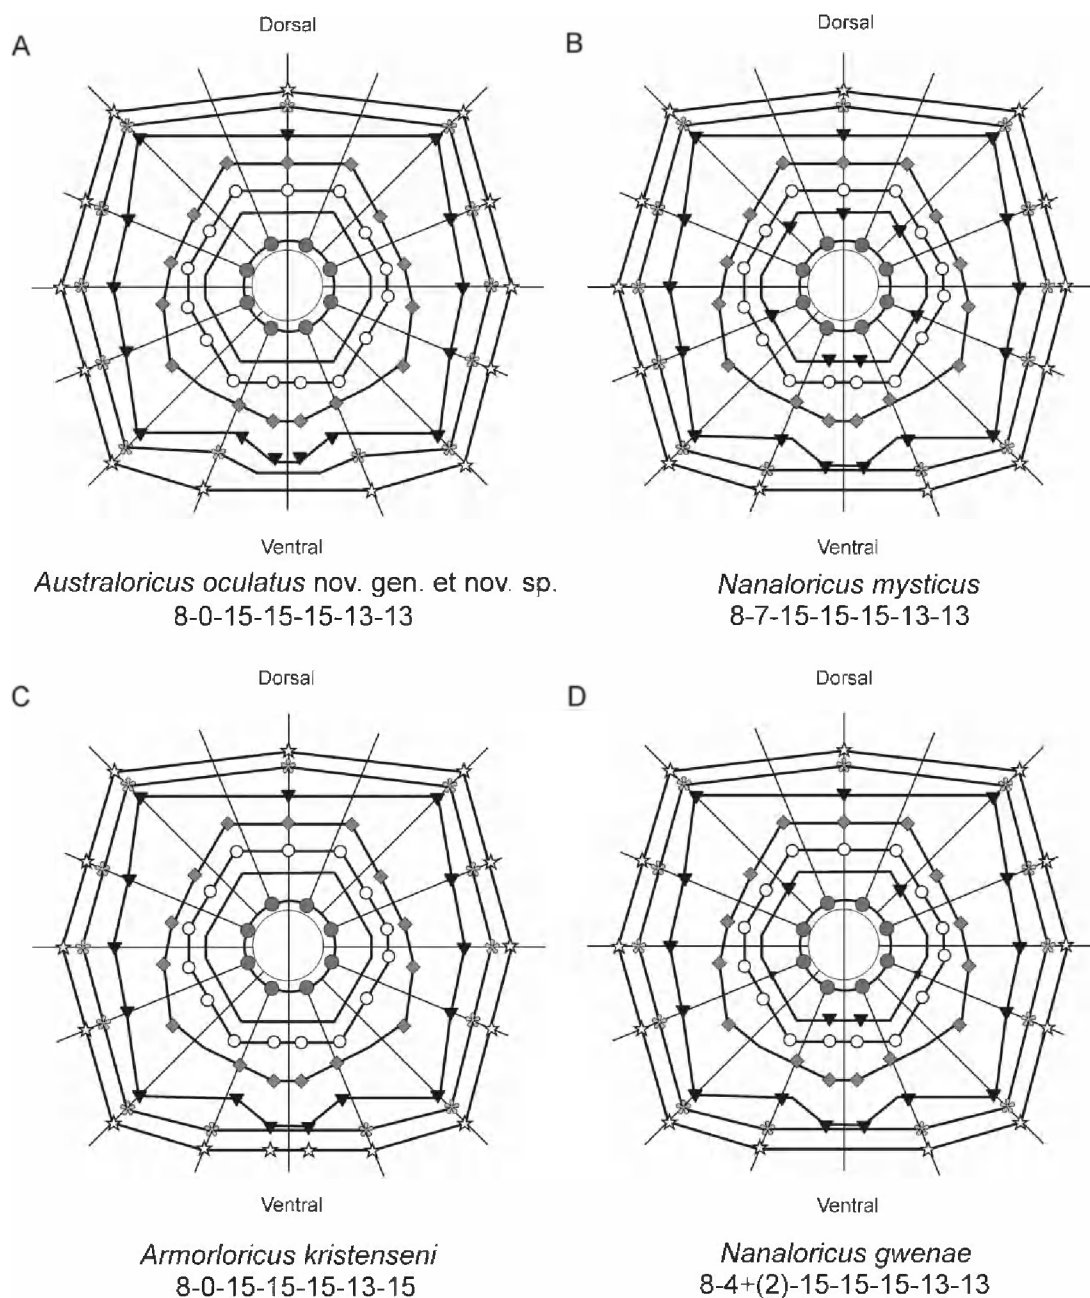 A
Dorsal
Ventral
Australoricus oculatus nov. gen. et nov. sp.
8-0-15-15-15-13-13
B
Dorsal
Ventral
Nanaloricus mysticus
8-7-15-15-15-13-13
C
Dorsal
Ventral
Armorloricus kristenseni
8-0-15-15-15-13-15
D
Dorsal
Ventral
Nanaloricus gwenae
8-4+(2)-15-15-15-13-13